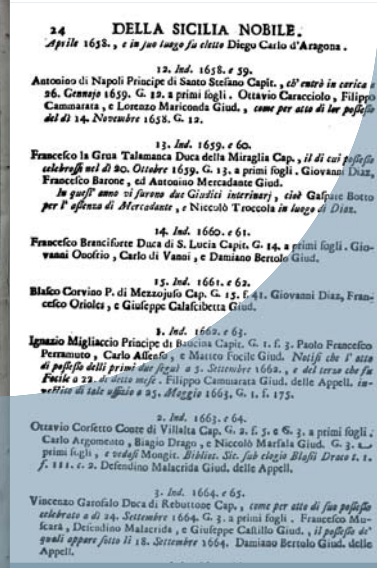 24 DELLA SICILIA NOBILE.
Aprile 1658., e in suo luogo fu eletto Diego Carlo d'Aragona.
12. Ind. 1658. e 59.
Antonino di Napoli Principe di Santo Stefano Capit., ch' entrò in carica a
26. Gennajo 1659. G. 12. a primi fogli. Ottavio Caracciolo, Filippo
Cammarata, e Lorenzo Mariconda Giud., come per atto di lor possesso
del dì 14. Novembre 1658. G. 12.
13. Ind. 1659. e 60.
Francesco la Grua Talamanca Duca della Miraglia Cap., il di cui possesso
celebrossi nel dì 20. Ottobre 1659. G. 13. a primi fogli. Giovanni Diaz,
Francesco Barone, ed Antonino Mercadante Giud.
In quest' anno vi furono due Giudici interinarj, cioè Gaspare Botto
per l' assenza di Mercadante, e Niccolò Troccola in luogo di Diaz.
14. Ind. 1660. e 61.
Francesco Branciforte Duca di S. Lucia Capit. G. 14. a primi fogli. Gio-
vanni Onofrio, Carlo di Vanni, e Damiano Bertolo Giud.
15. Ind. 1661. e 62.
Blasco Corvino P. di Mezzojuso Cap. G. 15. f. 41. Giovanni Diaz, Fran-
cesco Orioles, e Giuseppe Calascibetta Giud.
1. Ind. 1662. e 63.
Ignazio Migliaccio Principe di Baucina Capit. G. 1. f. 3. Paolo Francesco
Perramuto, Carlo Assenso, e Matteo Focile Giud. Notisi che l' atto
di possesso delli primi due seguì a 5. Settembre 1662., e del terzo che fu
Focile a 22. di detto mese. Filippo Cammarata Giud. delle Appell. in-
vestito di tale uffizio a 25. Maggio 1663. G. 1. f. 175.
2. Ind. 1663. e 64.
Ottavio Corsetto Conte di Villalta Cap. G. 2. f. 5. e G. 3. a primi fogli.
Carlo Argomento, Biagio Drago, e Niccolò Marsala Giud. G. 3. a
primi fogli, e vedasi Mongit. Bibliot. Sic. sub elogio Blasii Draco t. 1.
f. 111. c. 2. Defendino Malacrida Giud. delle Appell.
3. Ind. 1664. e 65.
Vincenzo Garofalo Duca di Rebuttone Cap., come per atto di suo possesso
celebrato a dì 24. Settembre 1664. G. 3. a primi fogli. Francesco Mu-
scarà, Defendino Malacrida, e Giuseppe Castillo Giud., il possesso de'
quali appare sotto li 18. Settembre 1664. Damiano Bertolo Giud. delle
Appell.